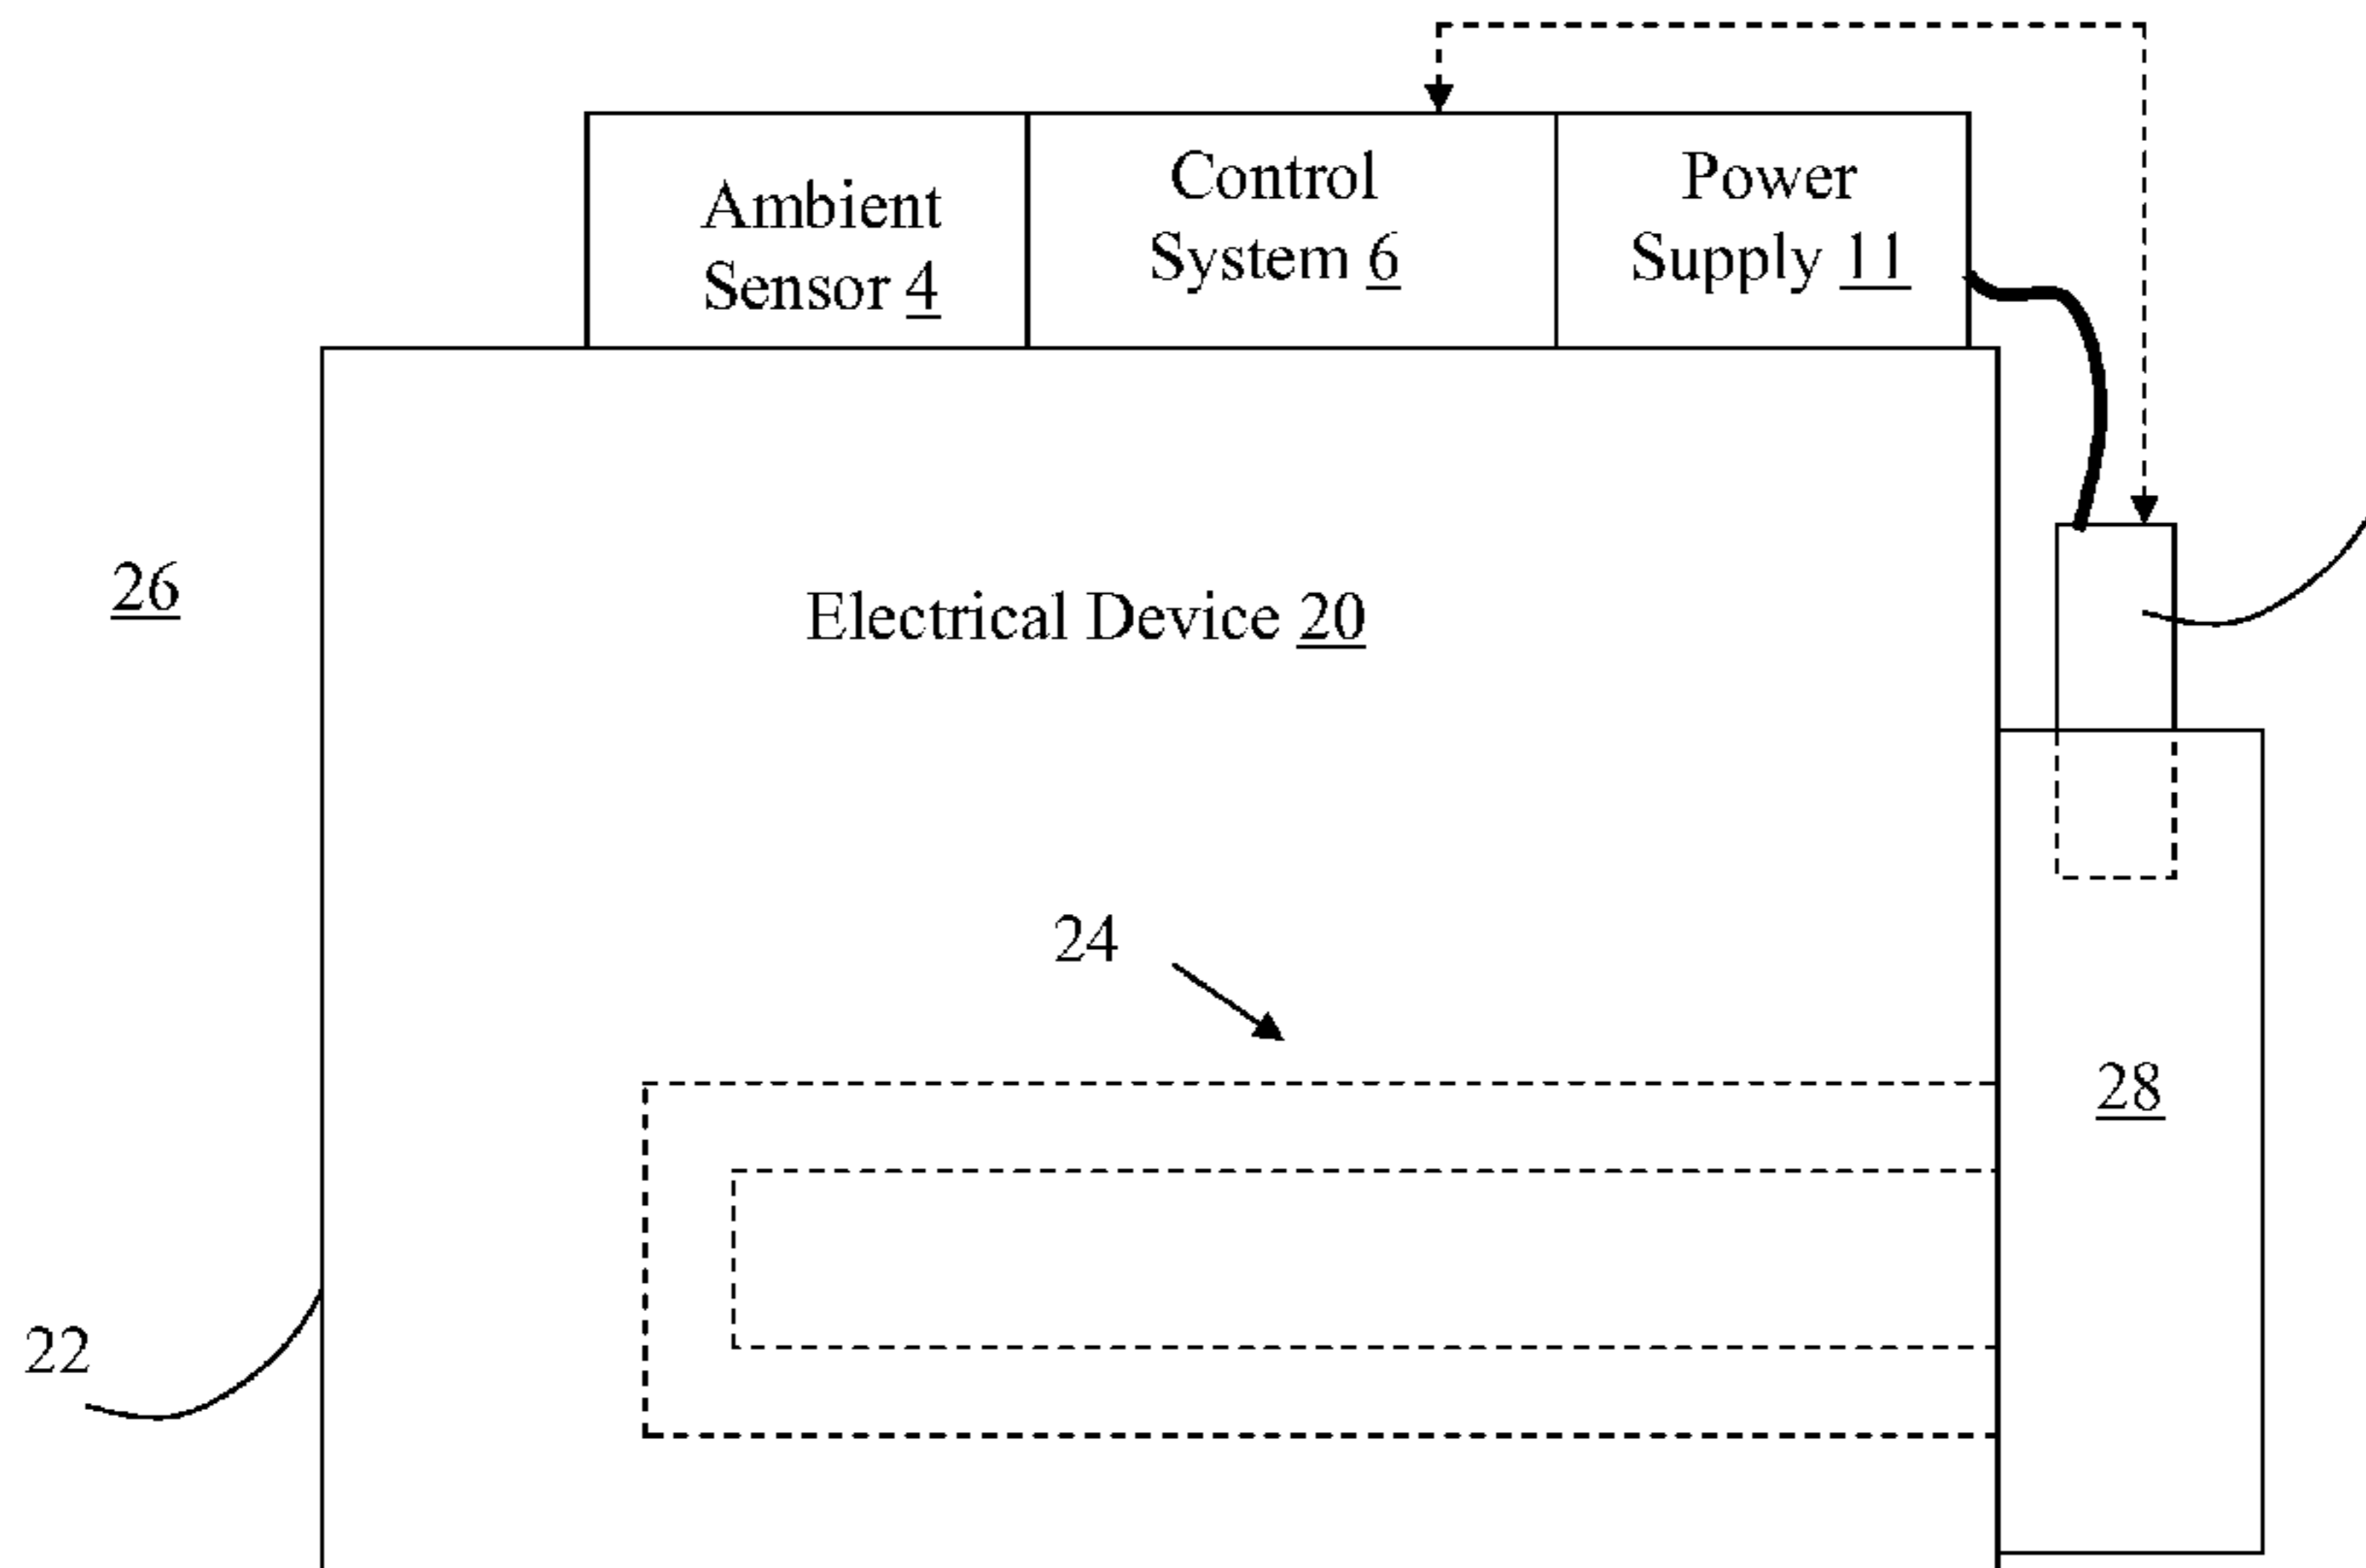 Ambient
Sensor 4
Control
System 6
Power
Supply 11
26
Electrical Device 20
24
28
22